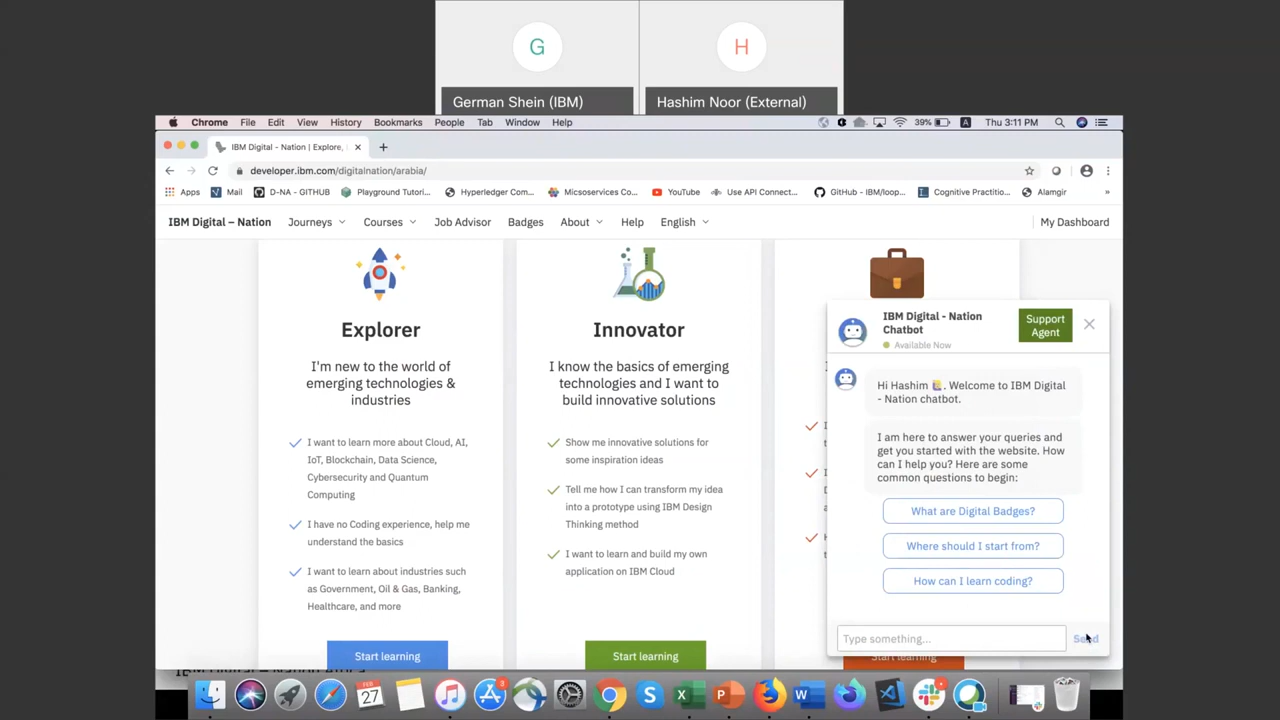 G
H
German Shein (IBM)
Hashim Noor (External)
Chrome File Edit View History Bookmarks People Tab Window Help
39%
A
Thu 3:11 PM
IBM Digital - Nation | Explore,
developer.ibm.com/digitalnation/arabia/
Apps
Mail
D-NA - GITHUB
Playground Tutori...
Hyperledger Com...
Micsoservices Co...
YouTube
Use API Connect...
GitHub - IBM/loop...
Cognitive Practitio...
Alamgir
»
IBM Digital – Nation
Journeys
Courses
Job Advisor
Badges
About
Help
English
My Dashboard
Explorer
I'm new to the world of
emerging technologies &
industries
I want to learn more about Cloud, AI,
IoT, Blockchain, Data Science,
Cybersecurity and Quantum
Computing
I have no Coding experience, help me
understand the basics
I want to learn about industries such
as Government, Oil & Gas, Banking,
Healthcare, and more
Start learning
Innovator
I know the basics of emerging
technologies and I want to
build innovative solutions
Show me innovative solutions for
some inspiration ideas
Tell me how I can transform my idea
into a prototype using IBM Design
Thinking method
I want to learn and build my own
application on IBM Cloud
Start learning
IBM Digital - Nation
Chatbot
Available Now
Support
Agent
Hi Hashim. Welcome to IBM Digital
- Nation chatbot.
I am here to answer your queries and
get you started with the website. How
can I help you? Here are some
common questions to begin:
What are Digital Badges?
Where should I start from?
How can I learn coding?
Type something...
Send
Start learning
IBM Digital – Nation Africa
FEB
27
3